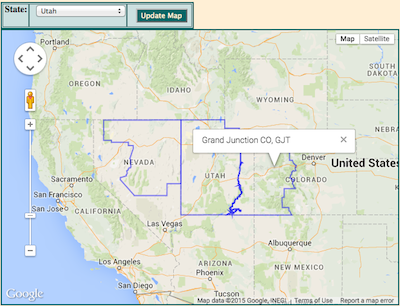 State:
Utah
Update Map
Map
Satellite
Portland
OREGON
IDAHO
SOUTH
DAKOTA
WYOMING
NEBRASKA
Grand Junction CO, GJT
NEVADA
UTAH
Denver
COLORADO
United States
Sacramento
San Francisco
San Jose
CALIFORNIA
Las Vegas
Los Angeles
San Diego
ARIZONA
Phoenix
Tucson
Albuquerque
NEW MEXICO
Google
Map data ©2015 Google, INEGI
Terms of Use
Report a map error